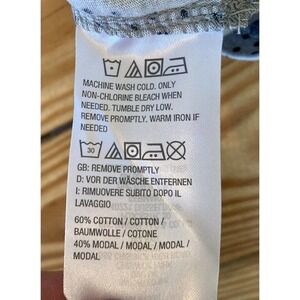 MACHINE WASH COLD. ONLY
NON-CHLORINE BLEACH WHEN
NEEDED. TUMBLE DRY LOW.
REMOVE PROMPTLY. WARM IRON IF
NEEDED
30
GB: REMOVE PROMPTLY
D: VOR DER WÄSCHE ENTFERNEN
I: RIMUOVERE SUBITO DOPO IL
LAVAGGIO
60% COTTON / COTTON /
BAUMWOLLE / COTONE
40% MODAL / MODAL / MODAL /
MODAL